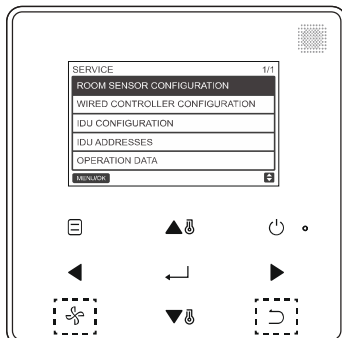 SERVICE 1/1
ROOM SENSOR CONFIGURATION
WIRED CONTROLLER CONFIGURATION
IDU CONFIGURATION
IDU ADDRESSES
OPERATION DATA
MENU/OK